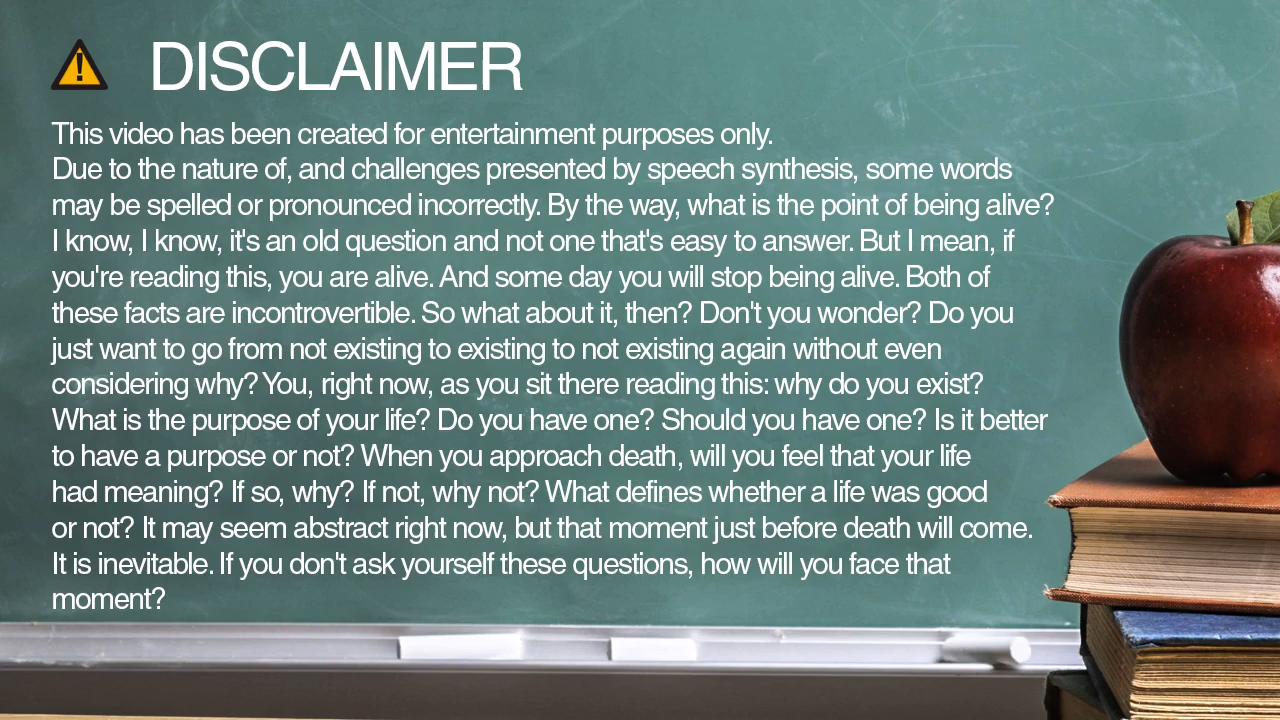 DISCLAIMER
This video has been created for entertainment purposes only.
Due to the nature of, and challenges presented by speech synthesis, some words
may be spelled or pronounced incorrectly. By the way, what is the point of being alive?
I know, I know, it's an old question and not one that's easy to answer. But I mean, if
you're reading this, you are alive. And some day you will stop being alive. Both of
these facts are incontrovertible. So what about it, then? Don't you wonder? Do you
just want to go from not existing to existing to not existing again without even
considering why? You, right now, as you sit there reading this: why do you exist?
What is the purpose of your life? Do you have one? Should you have one? Is it better
to have a purpose or not? When you approach death, will you feel that your life
had meaning? If so, why? If not, why not? What defines whether a life was good
or not? It may seem abstract right now, but that moment just before death will come.
It is inevitable. If you don't ask yourself these questions, how will you face that
moment?